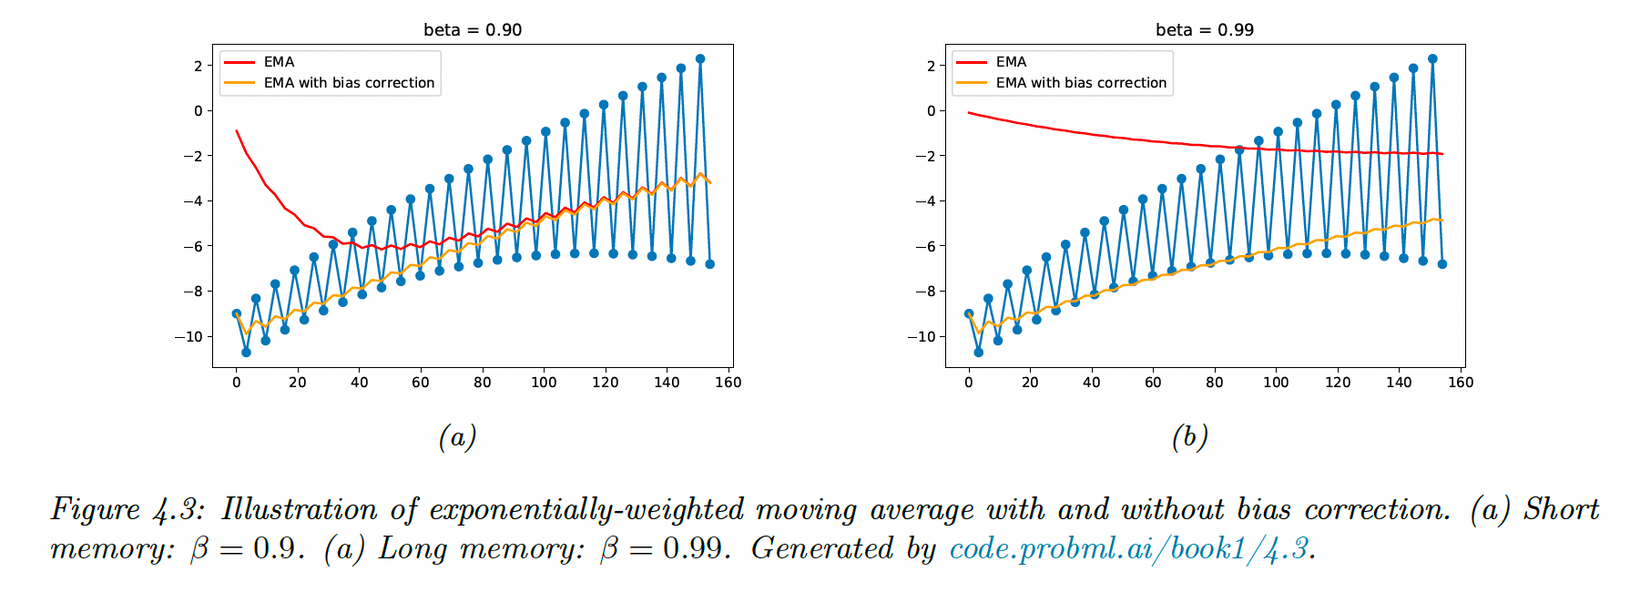 beta = 0.90
EMA
EMA with bias correction
2
0
−2
−4
−6
−8
−10
0 20 40 60 80 100 120 140 160
(a)
beta = 0.99
EMA
EMA with bias correction
2
0
−2
−4
−6
−8
−10
0 20 40 60 80 100 120 140 160
(b)
Figure 4.3: Illustration of exponentially-weighted moving average with and without bias correction. (a) Short
memory: β = 0.9. (a) Long memory: β = 0.99. Generated by code.probml.ai/book1/4.3.